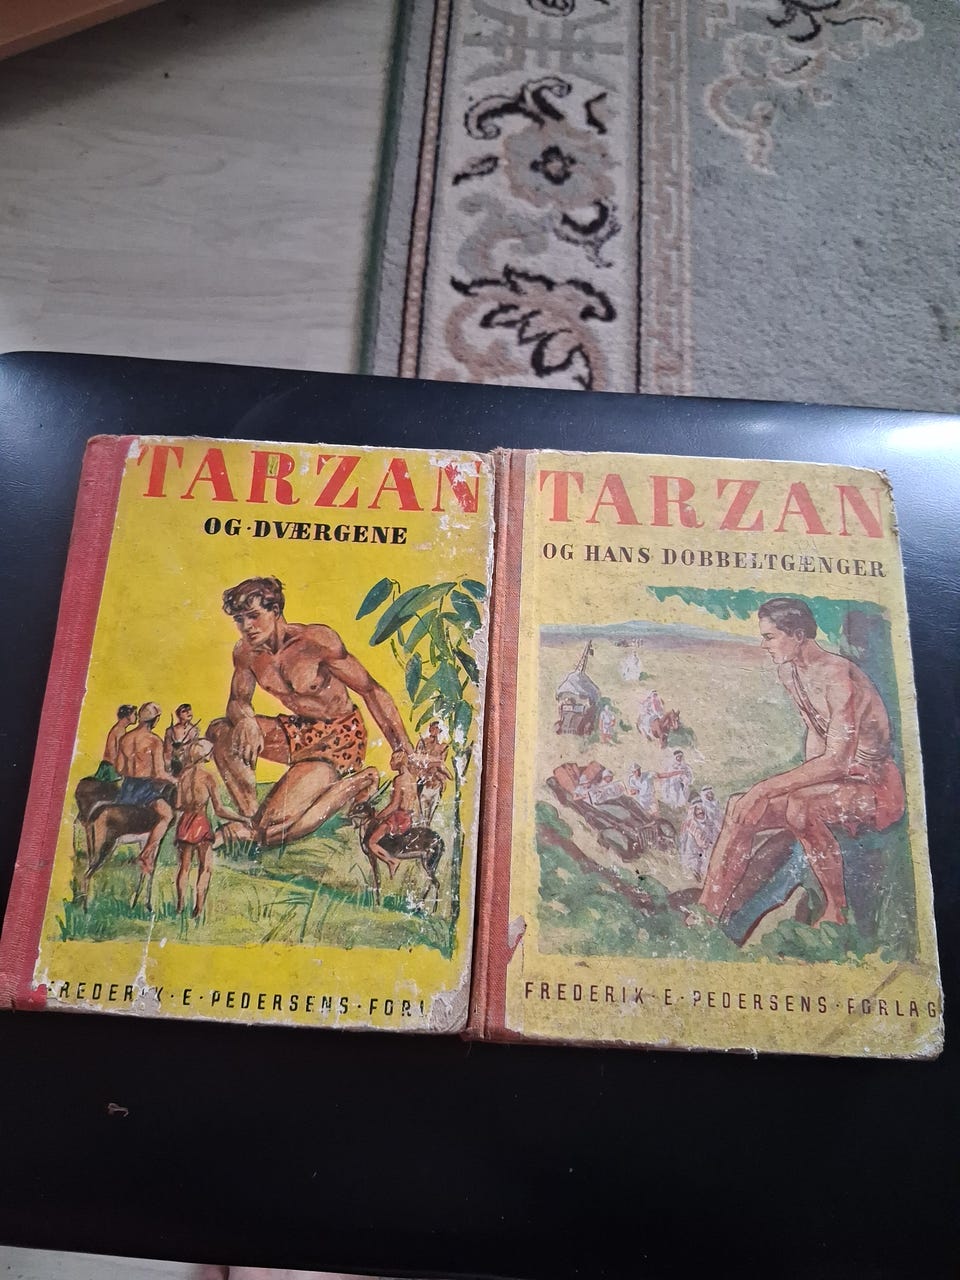 TARZAN
OG·DVÆRGENE
FREDERIK·E·PEDERSENS·FORL
TARZAN
OG HANS DOBBELTGÆNGER
FREDERIK·E·PEDERSENS·FORLAG